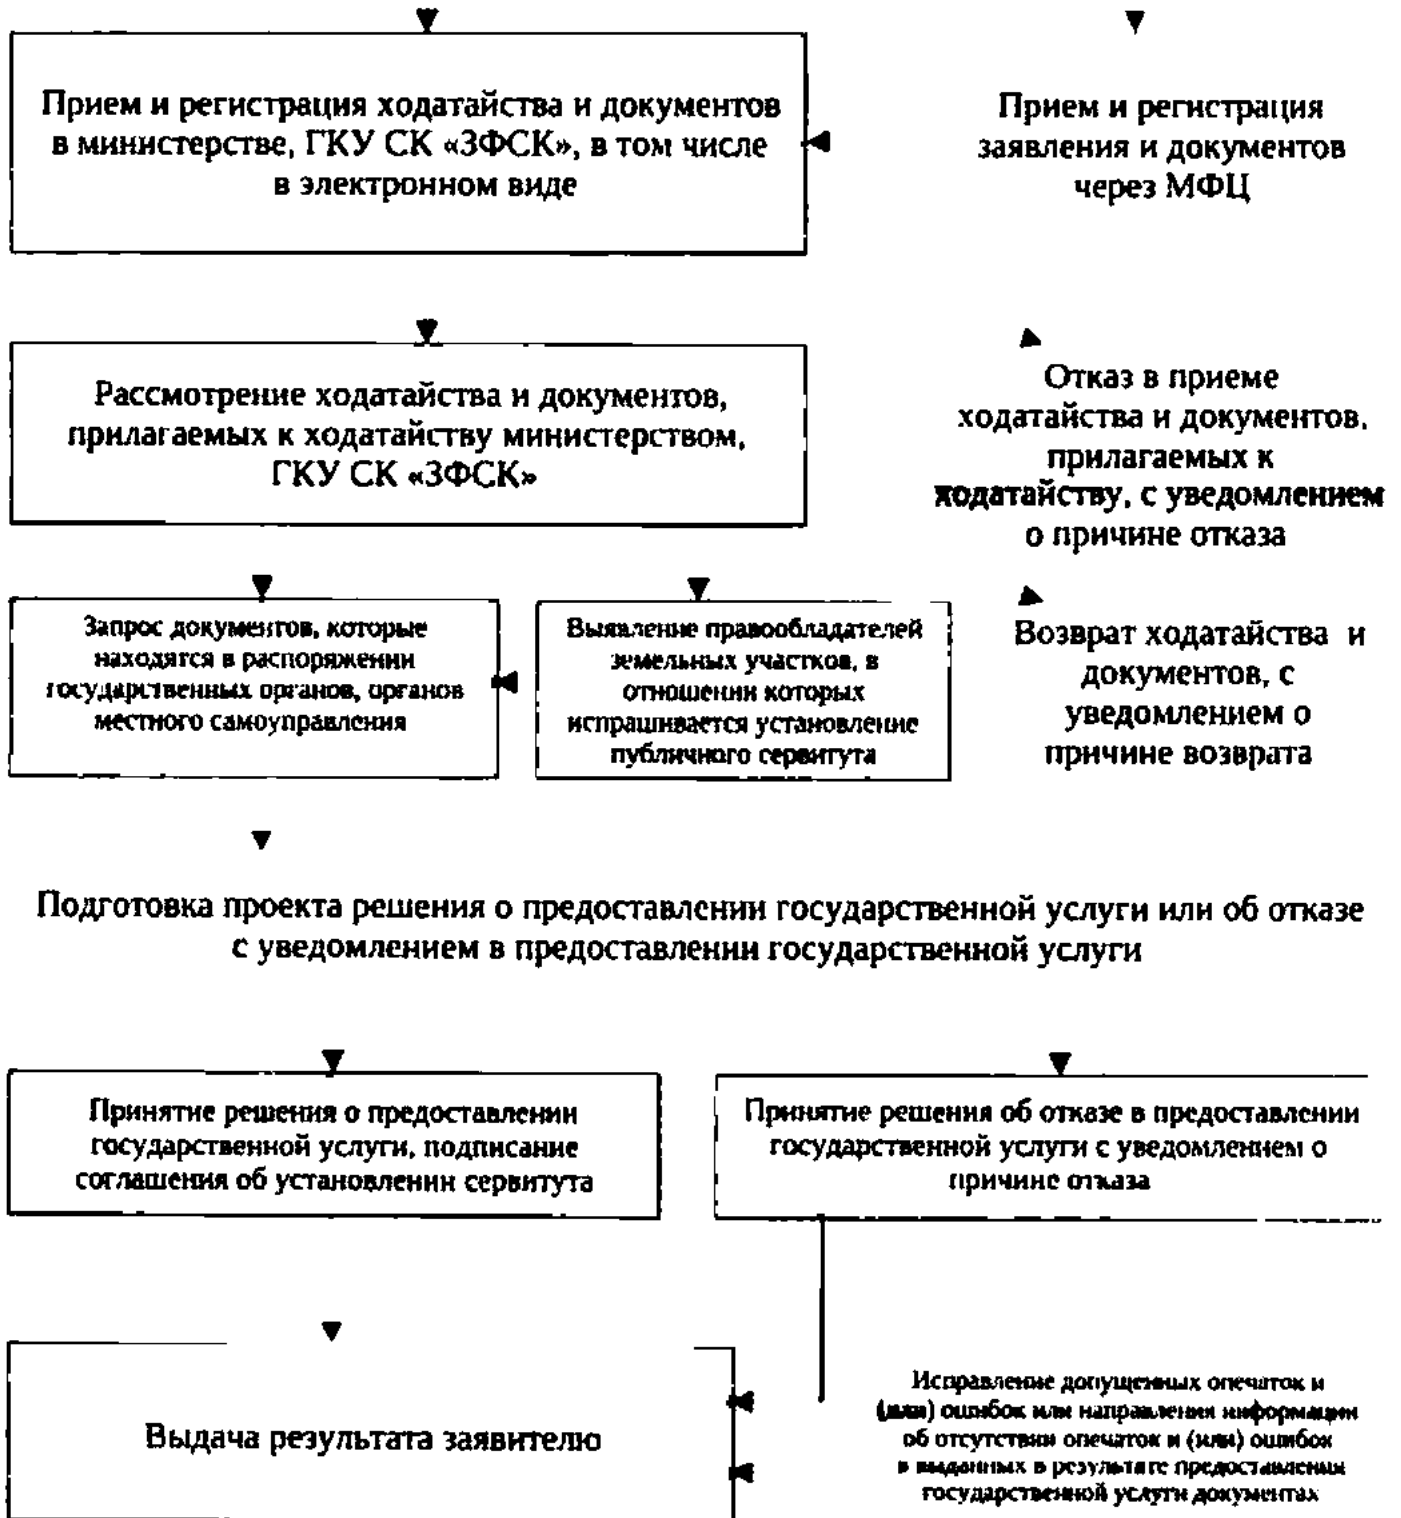 Прием и регистрация ходатайства и документов
в министерстве, ГКУ СК «ЗФСК», в том числе
в электронном виде
Прием и регистрация
заявления и документов
через МФЦ
Рассмотрение ходатайства и документов,
прилагаемых к ходатайству министерством,
ГКУ СК «ЗФСК»
Отказ в приеме
ходатайства и документов,
прилагаемых к
ходатайству, с уведомлением
о причине отказа
Запрос документов, которые
находятся в распоряжении
государственных органов, органов
местного самоуправления
Выявление правообладателей
земельных участков, в
отношении которых
испрашивается установление
публичного сервитута
Возврат ходатайства и
документов, с
уведомлением о
причине возврата
Подготовка проекта решения о предоставлении государственной услуги или об отказе
с уведомлением в предоставлении государственной услуги
Принятие решения о предоставлении
государственной услуги, подписание
соглашения об установлении сервитута
Принятие решения об отказе в предоставлении
государственной услуги с уведомлением о
причине отказа
Выдача результата заявителю
Исправление допущенных опечаток и
(или) ошибок или направления информации
об отсутствии опечаток и (или) ошибок
в выданных в результате предоставления
государственной услуги документах